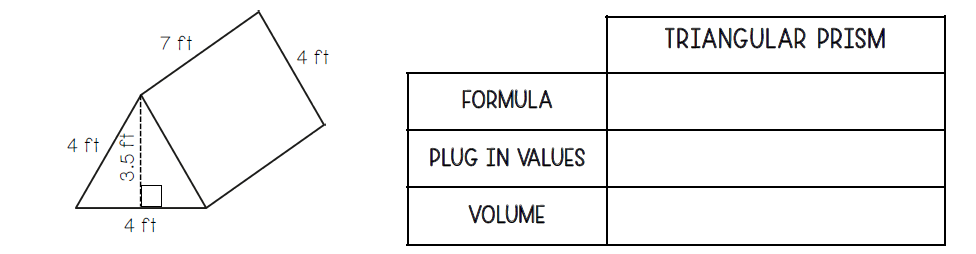 7 ft
4 ft
4 ft
3.5 ft
4 ft
TRIANGULAR PRISM
FORMULA
PLUG IN VALUES
VOLUME